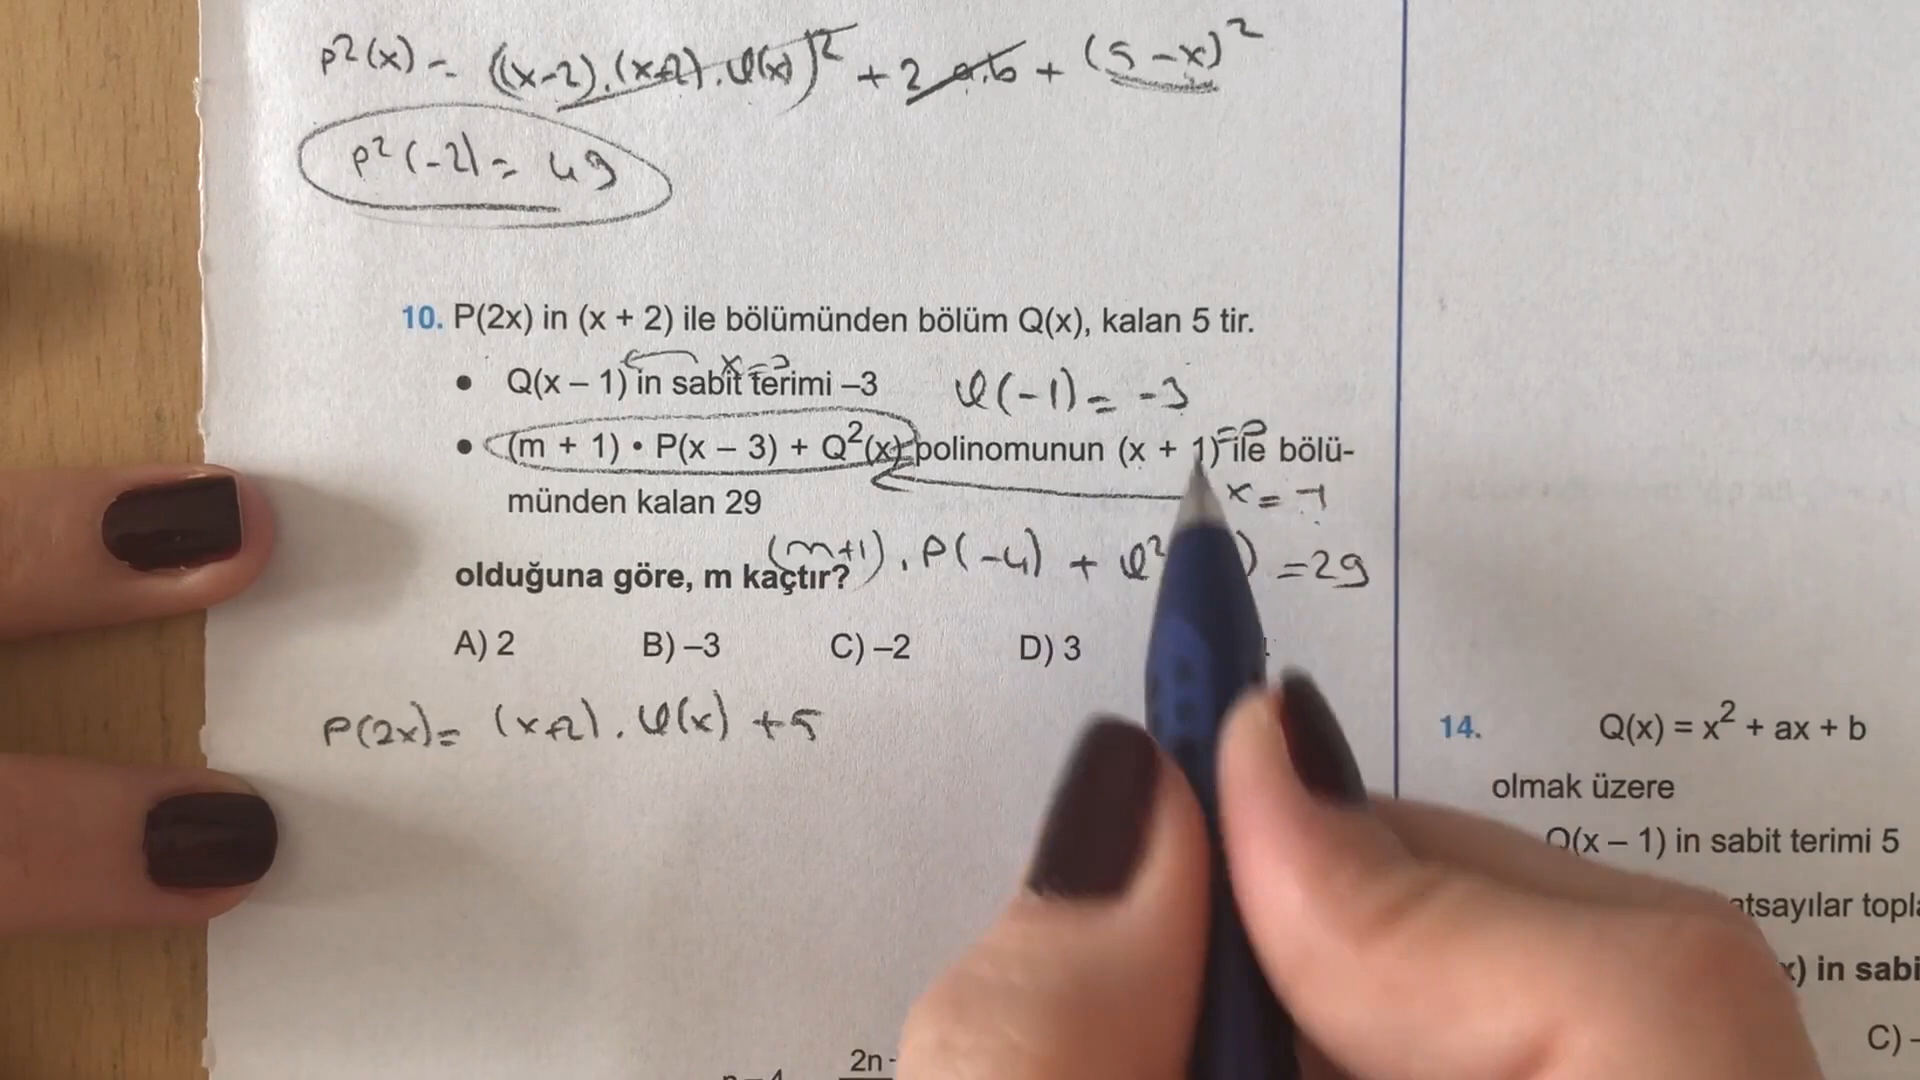 p²(x) = ((x-2).(x+2).Q(x))² + 2 a.b + (5-x)²
p²(-2) = 49
10. P(2x) in (x + 2) ile bölümünden bölüm Q(x), kalan 5 tir.
• Q(x – 1) in sabit terimi –3 Q(-1) = -3
• (m + 1) • P(x – 3) + Q²(x) polinomunun (x + 1) ile bölü-
münden kalan 29 x = -1
(m+1) . P(-4) + Q² ) = 29
olduğuna göre, m kaçtır?
A) 2 B) –3 C) –2 D) 3
P(2x) = (x+2) . Q(x) + 5
2n
14. Q(x) = x² + ax + b
olmak üzere
Q(x – 1) in sabit terimi 5
x) in sabi
C) -